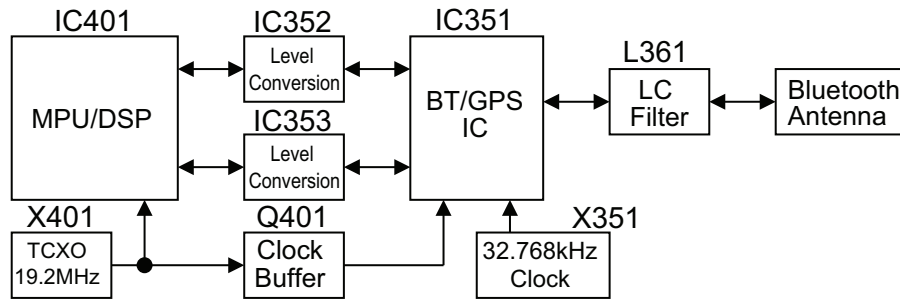 IC401
IC352
IC351
Level
Conversion
L361
MPU/DSP
BT/GPS
IC
LC
Filter
Bluetooth
Antenna
IC353
Level
Conversion
X401
Q401
X351
TCXO
19.2MHz
Clock
Buffer
32.768kHz
Clock